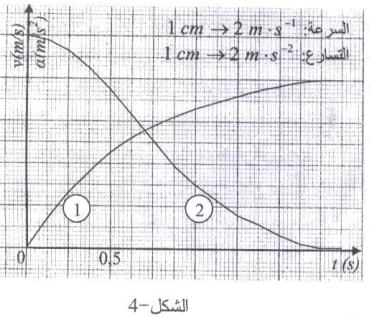 v(m/s)
a(m/s²)
السرعة: 1 cm → 2 m · s⁻¹
التسارع: 1 cm → 2 m · s⁻²
1
2
0
0,5
t(s)
الشكل-4